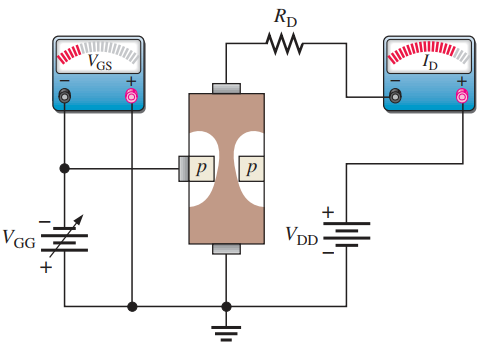 R_D
V_GS
I_D
− +
− +
p p
−
V_GG
+
+
V_DD
−